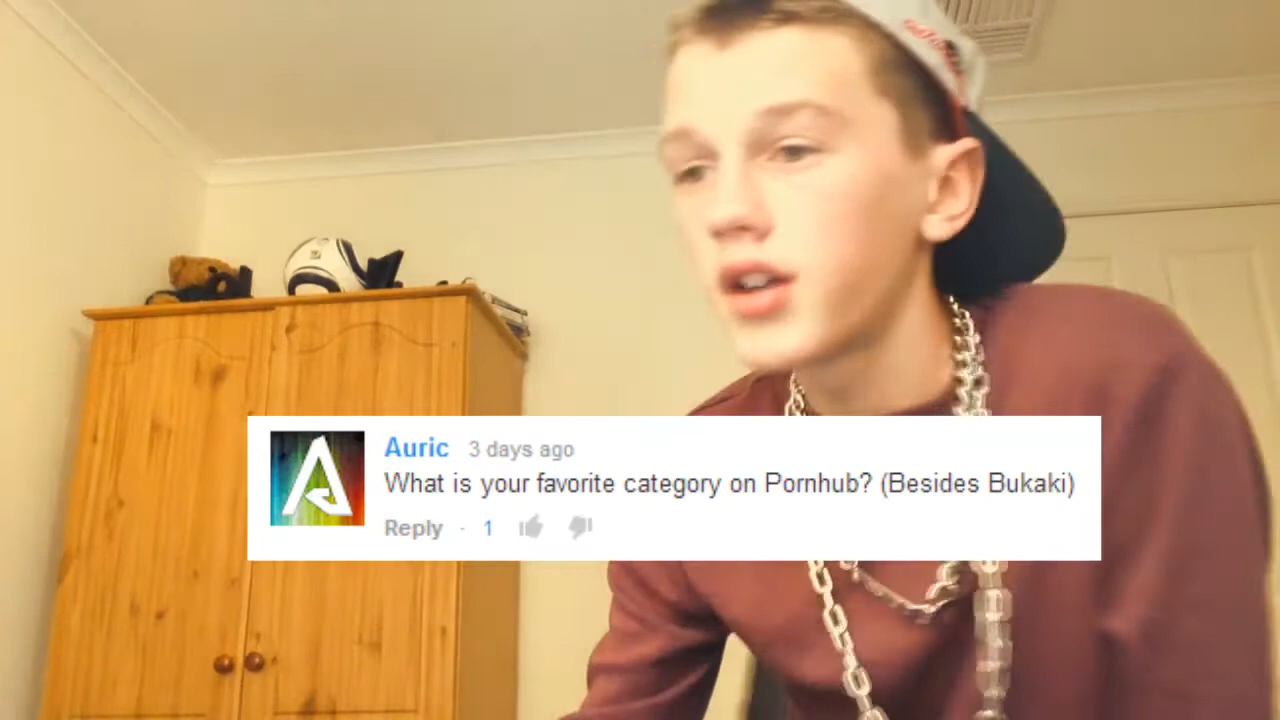 Auric 3 days ago
What is your favorite category on Pornhub? (Besides Bukaki)
Reply · 1